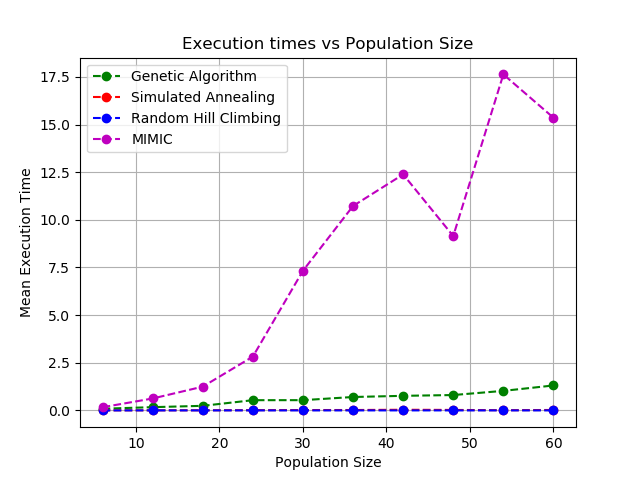 Execution times vs Population Size
Genetic Algorithm
Simulated Annealing
Random Hill Climbing
MIMIC
17.5
15.0
12.5
10.0
7.5
5.0
2.5
0.0
Mean Execution Time
10 20 30 40 50 60
Population Size